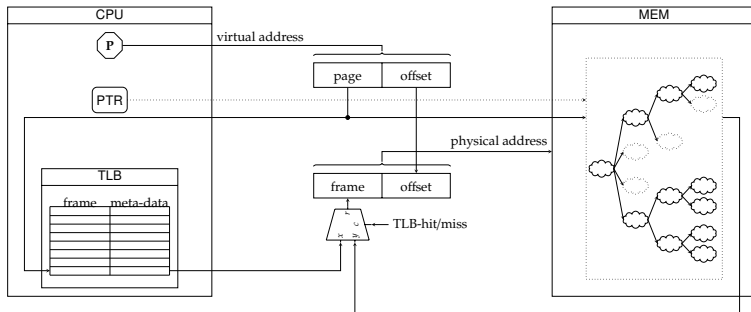 CPU
MEM
P
virtual address
page
offset
PTR
physical address
TLB
frame
meta-data
frame
offset
r
c
x
y
TLB-hit/miss